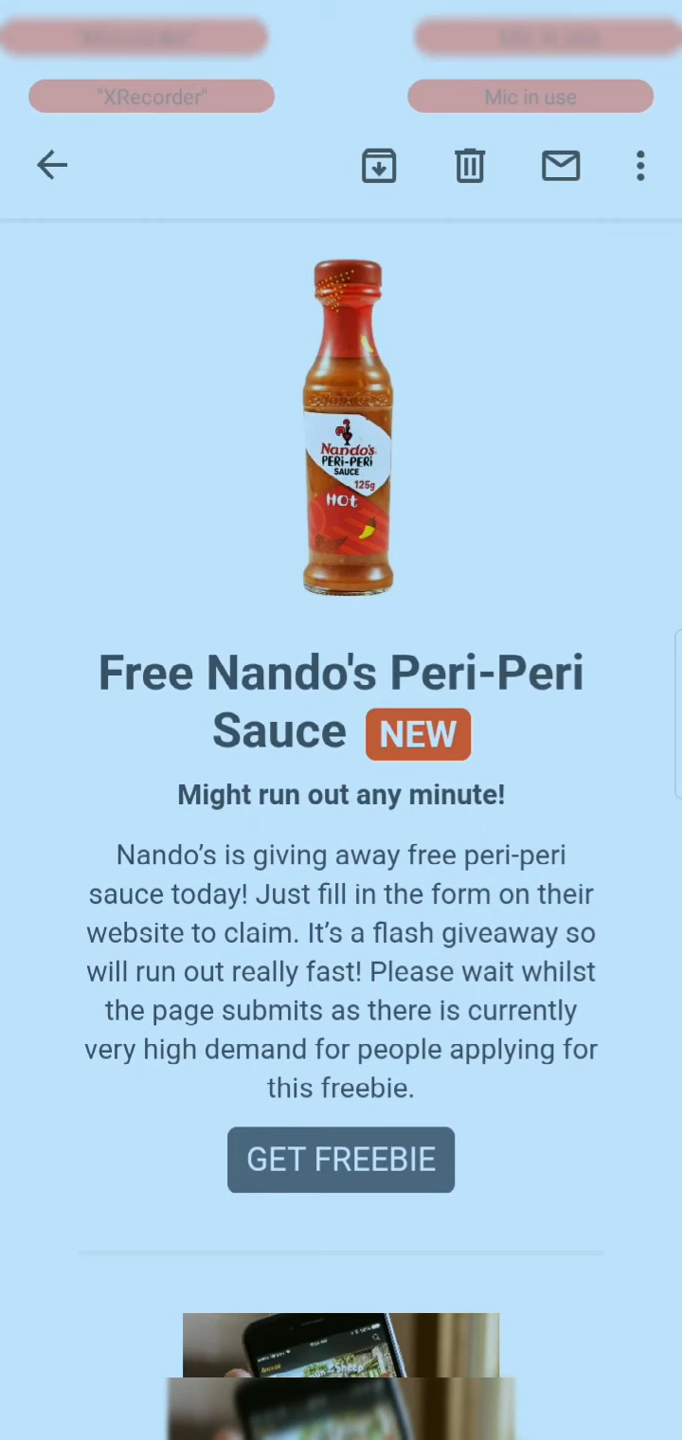 "XRecorder"
Mic in use
Nando's
PERi-PERi
SAUCE
125g
HOt
Free Nando's Peri-Peri
Sauce NEW
Might run out any minute!
Nando’s is giving away free peri-peri
sauce today! Just fill in the form on their
website to claim. It’s a flash giveaway so
will run out really fast! Please wait whilst
the page submits as there is currently
very high demand for people applying for
this freebie.
GET FREEBIE